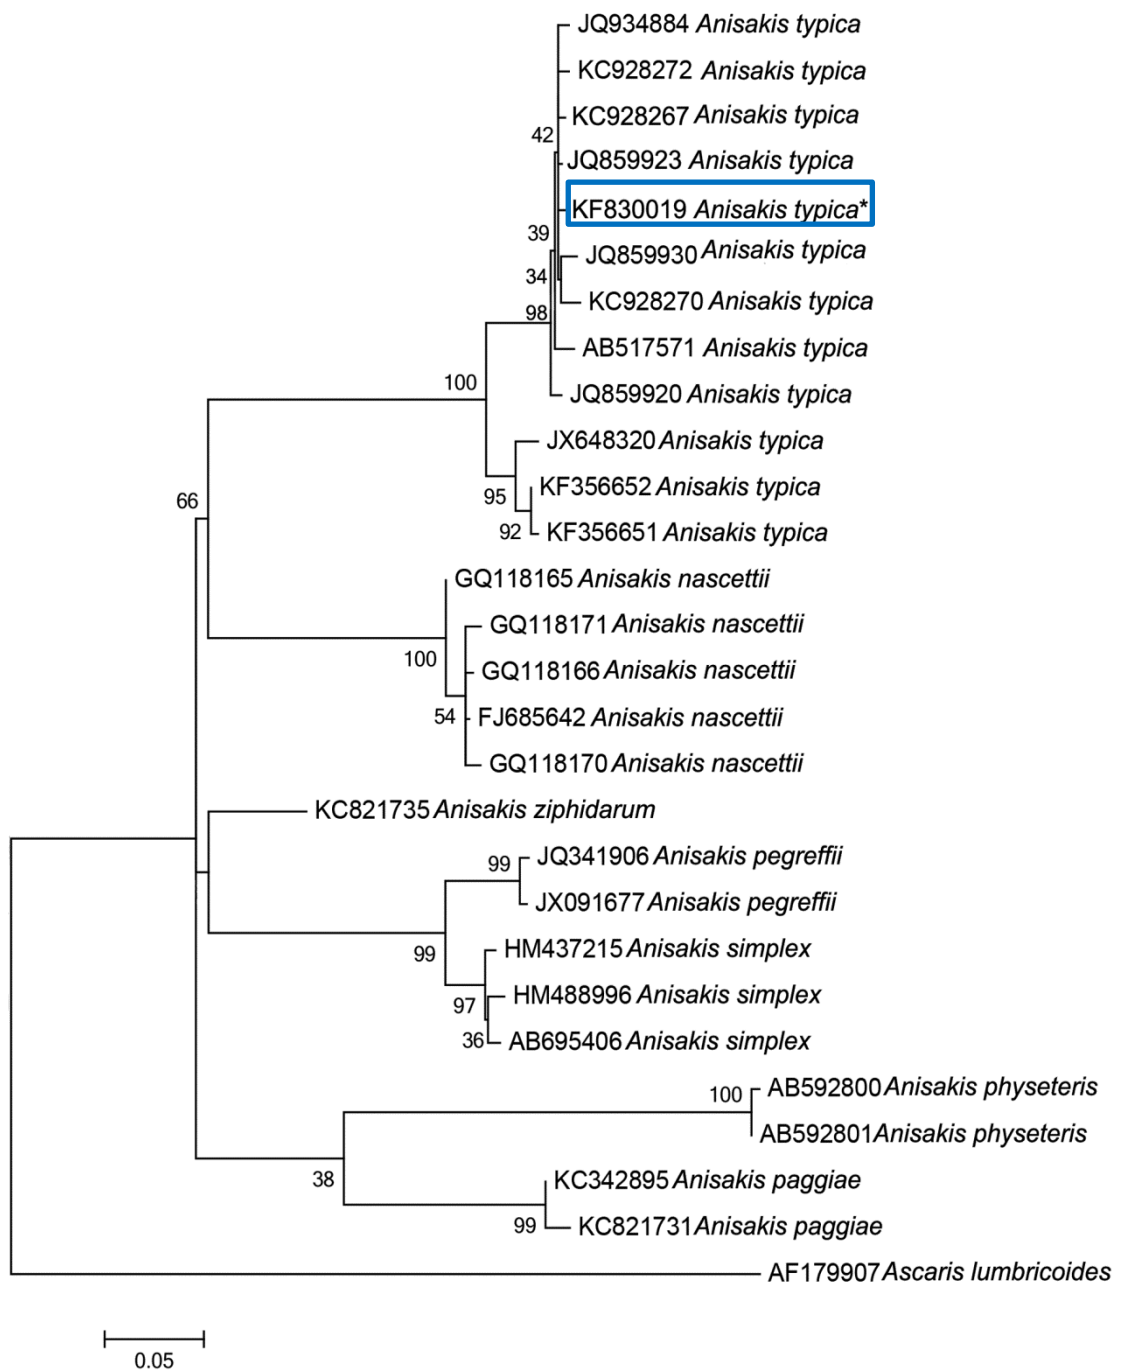 JQ934884 Anisakis typica
KC928272 Anisakis typica
KC928267 Anisakis typica
42
JQ859923 Anisakis typica
KF830019 Anisakis typica*
39
JQ859930 Anisakis typica
34
KC928270 Anisakis typica
98
AB517571 Anisakis typica
100
JQ859920 Anisakis typica
JX648320 Anisakis typica
66
KF356652 Anisakis typica
95
92
KF356651 Anisakis typica
GQ118165 Anisakis nascettii
GQ118171 Anisakis nascettii
100
GQ118166 Anisakis nascettii
54
FJ685642 Anisakis nascettii
GQ118170 Anisakis nascettii
KC821735 Anisakis ziphidarum
99
JQ341906 Anisakis pegreffii
JX091677 Anisakis pegreffii
99
HM437215 Anisakis simplex
97
HM488996 Anisakis simplex
36
AB695406 Anisakis simplex
100
AB592800 Anisakis physeteris
AB592801 Anisakis physeteris
38
KC342895 Anisakis paggiae
99
KC821731 Anisakis paggiae
AF179907 Ascaris lumbricoides
0.05